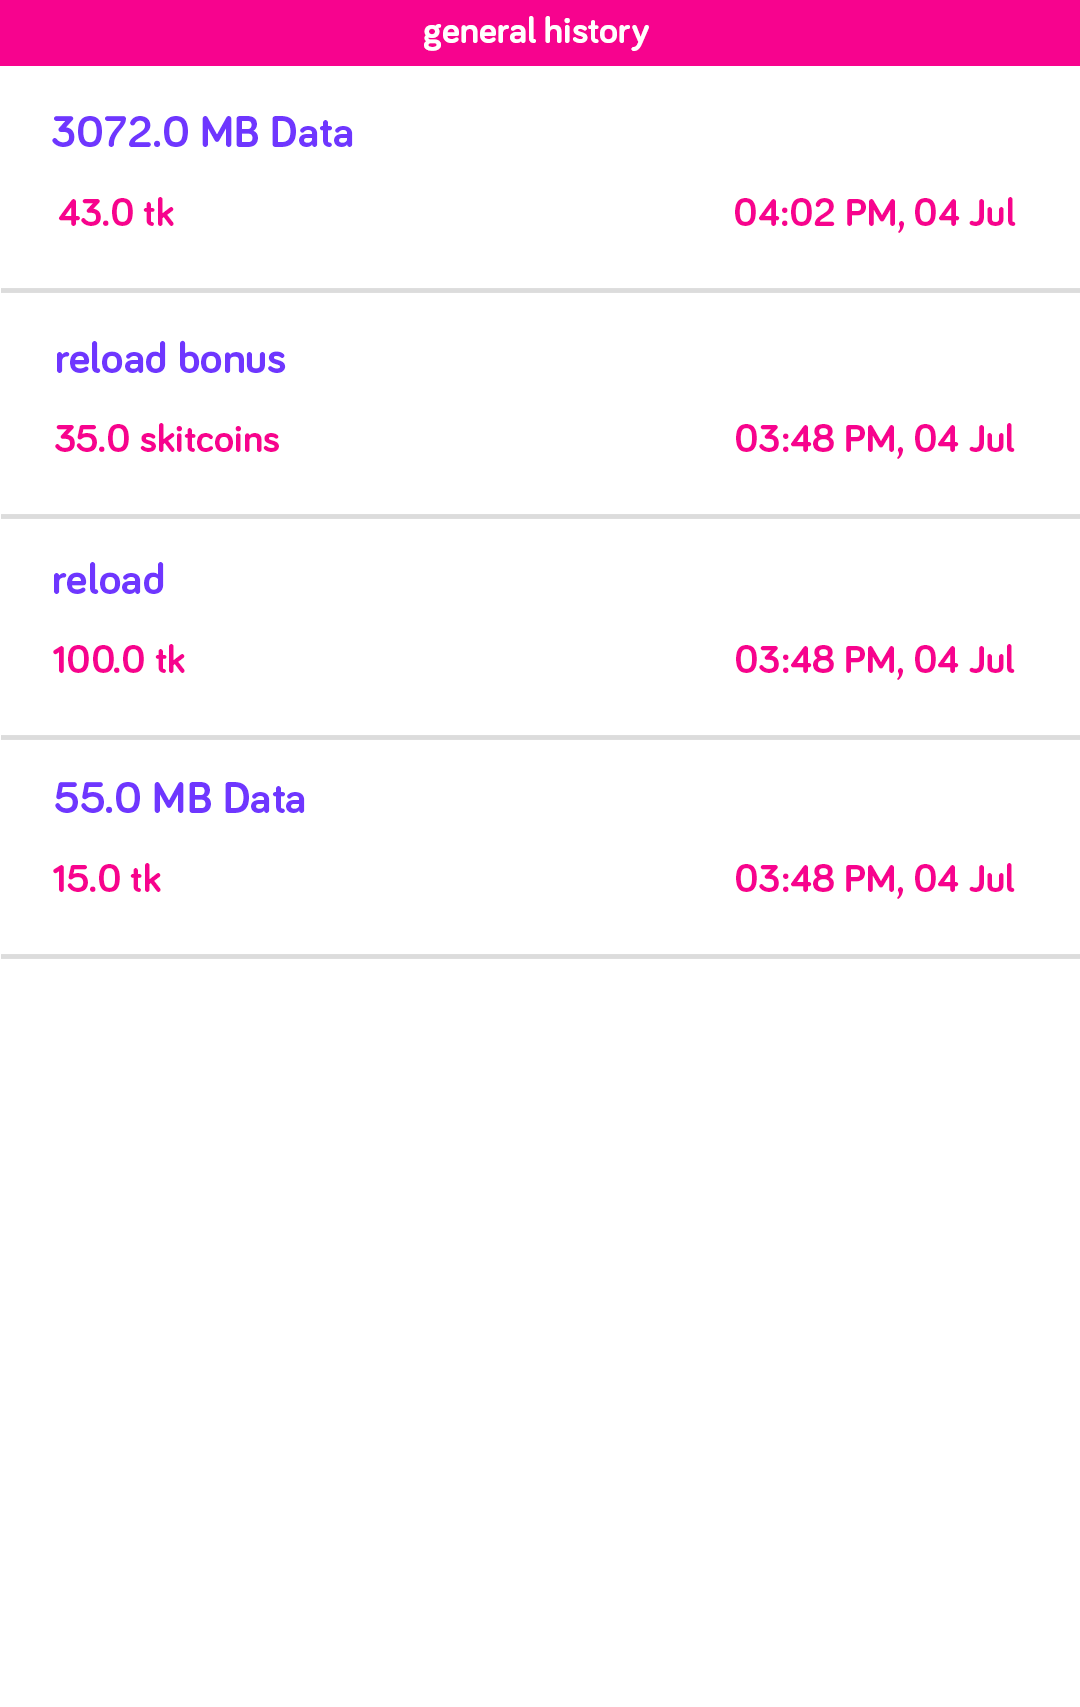 general history
3072.0 MB Data
43.0 tk 04:02 PM, 04 Jul
reload bonus
35.0 skitcoins 03:48 PM, 04 Jul
reload
100.0 tk 03:48 PM, 04 Jul
55.0 MB Data
15.0 tk 03:48 PM, 04 Jul